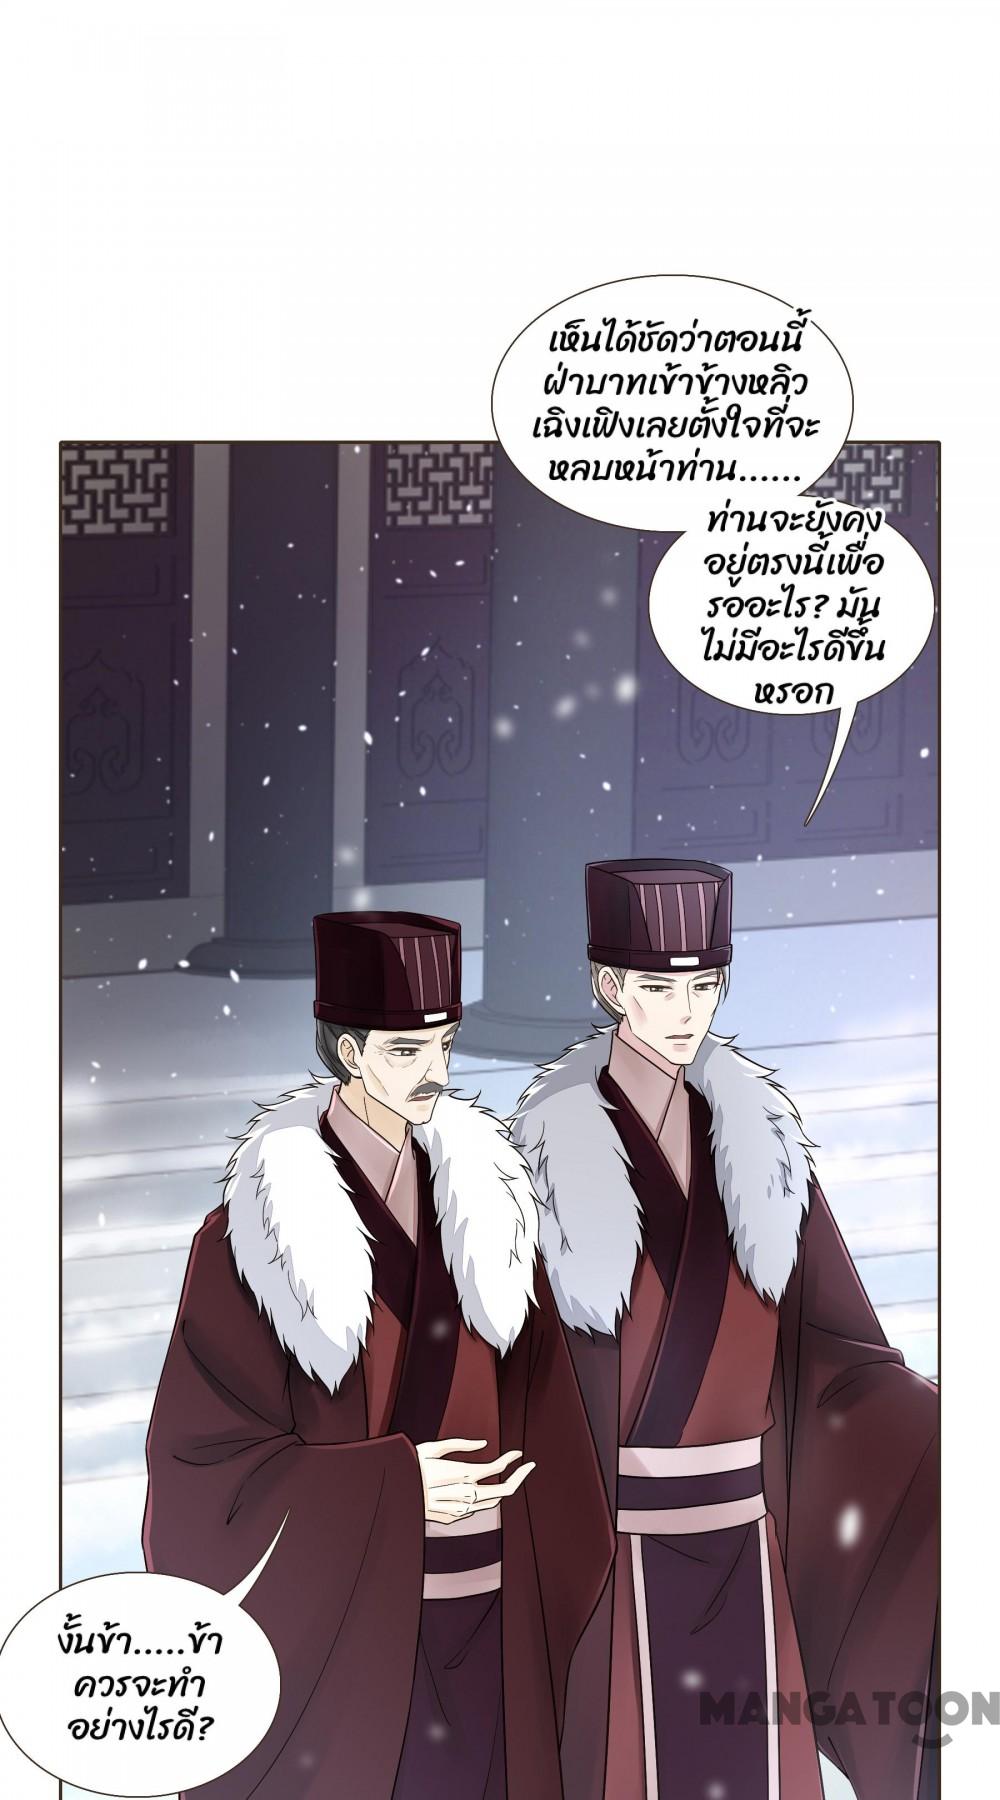 เห็นได้ชัดว่าตอนนี้
ฝ่าบาทเข้าข้างหลิว
เฉิงเฟิงเลยตั้งใจที่จะ
หลบหน้าท่าน......
ท่านจะยังคง
อยู่ตรงนี้เพื่อ
รออะไร? มัน
ไม่มีอะไรดีขึ้น
หรอก
งั้นข้า.....ข้า
ควรจะทำ
อย่างไรดี?
MANGATOON